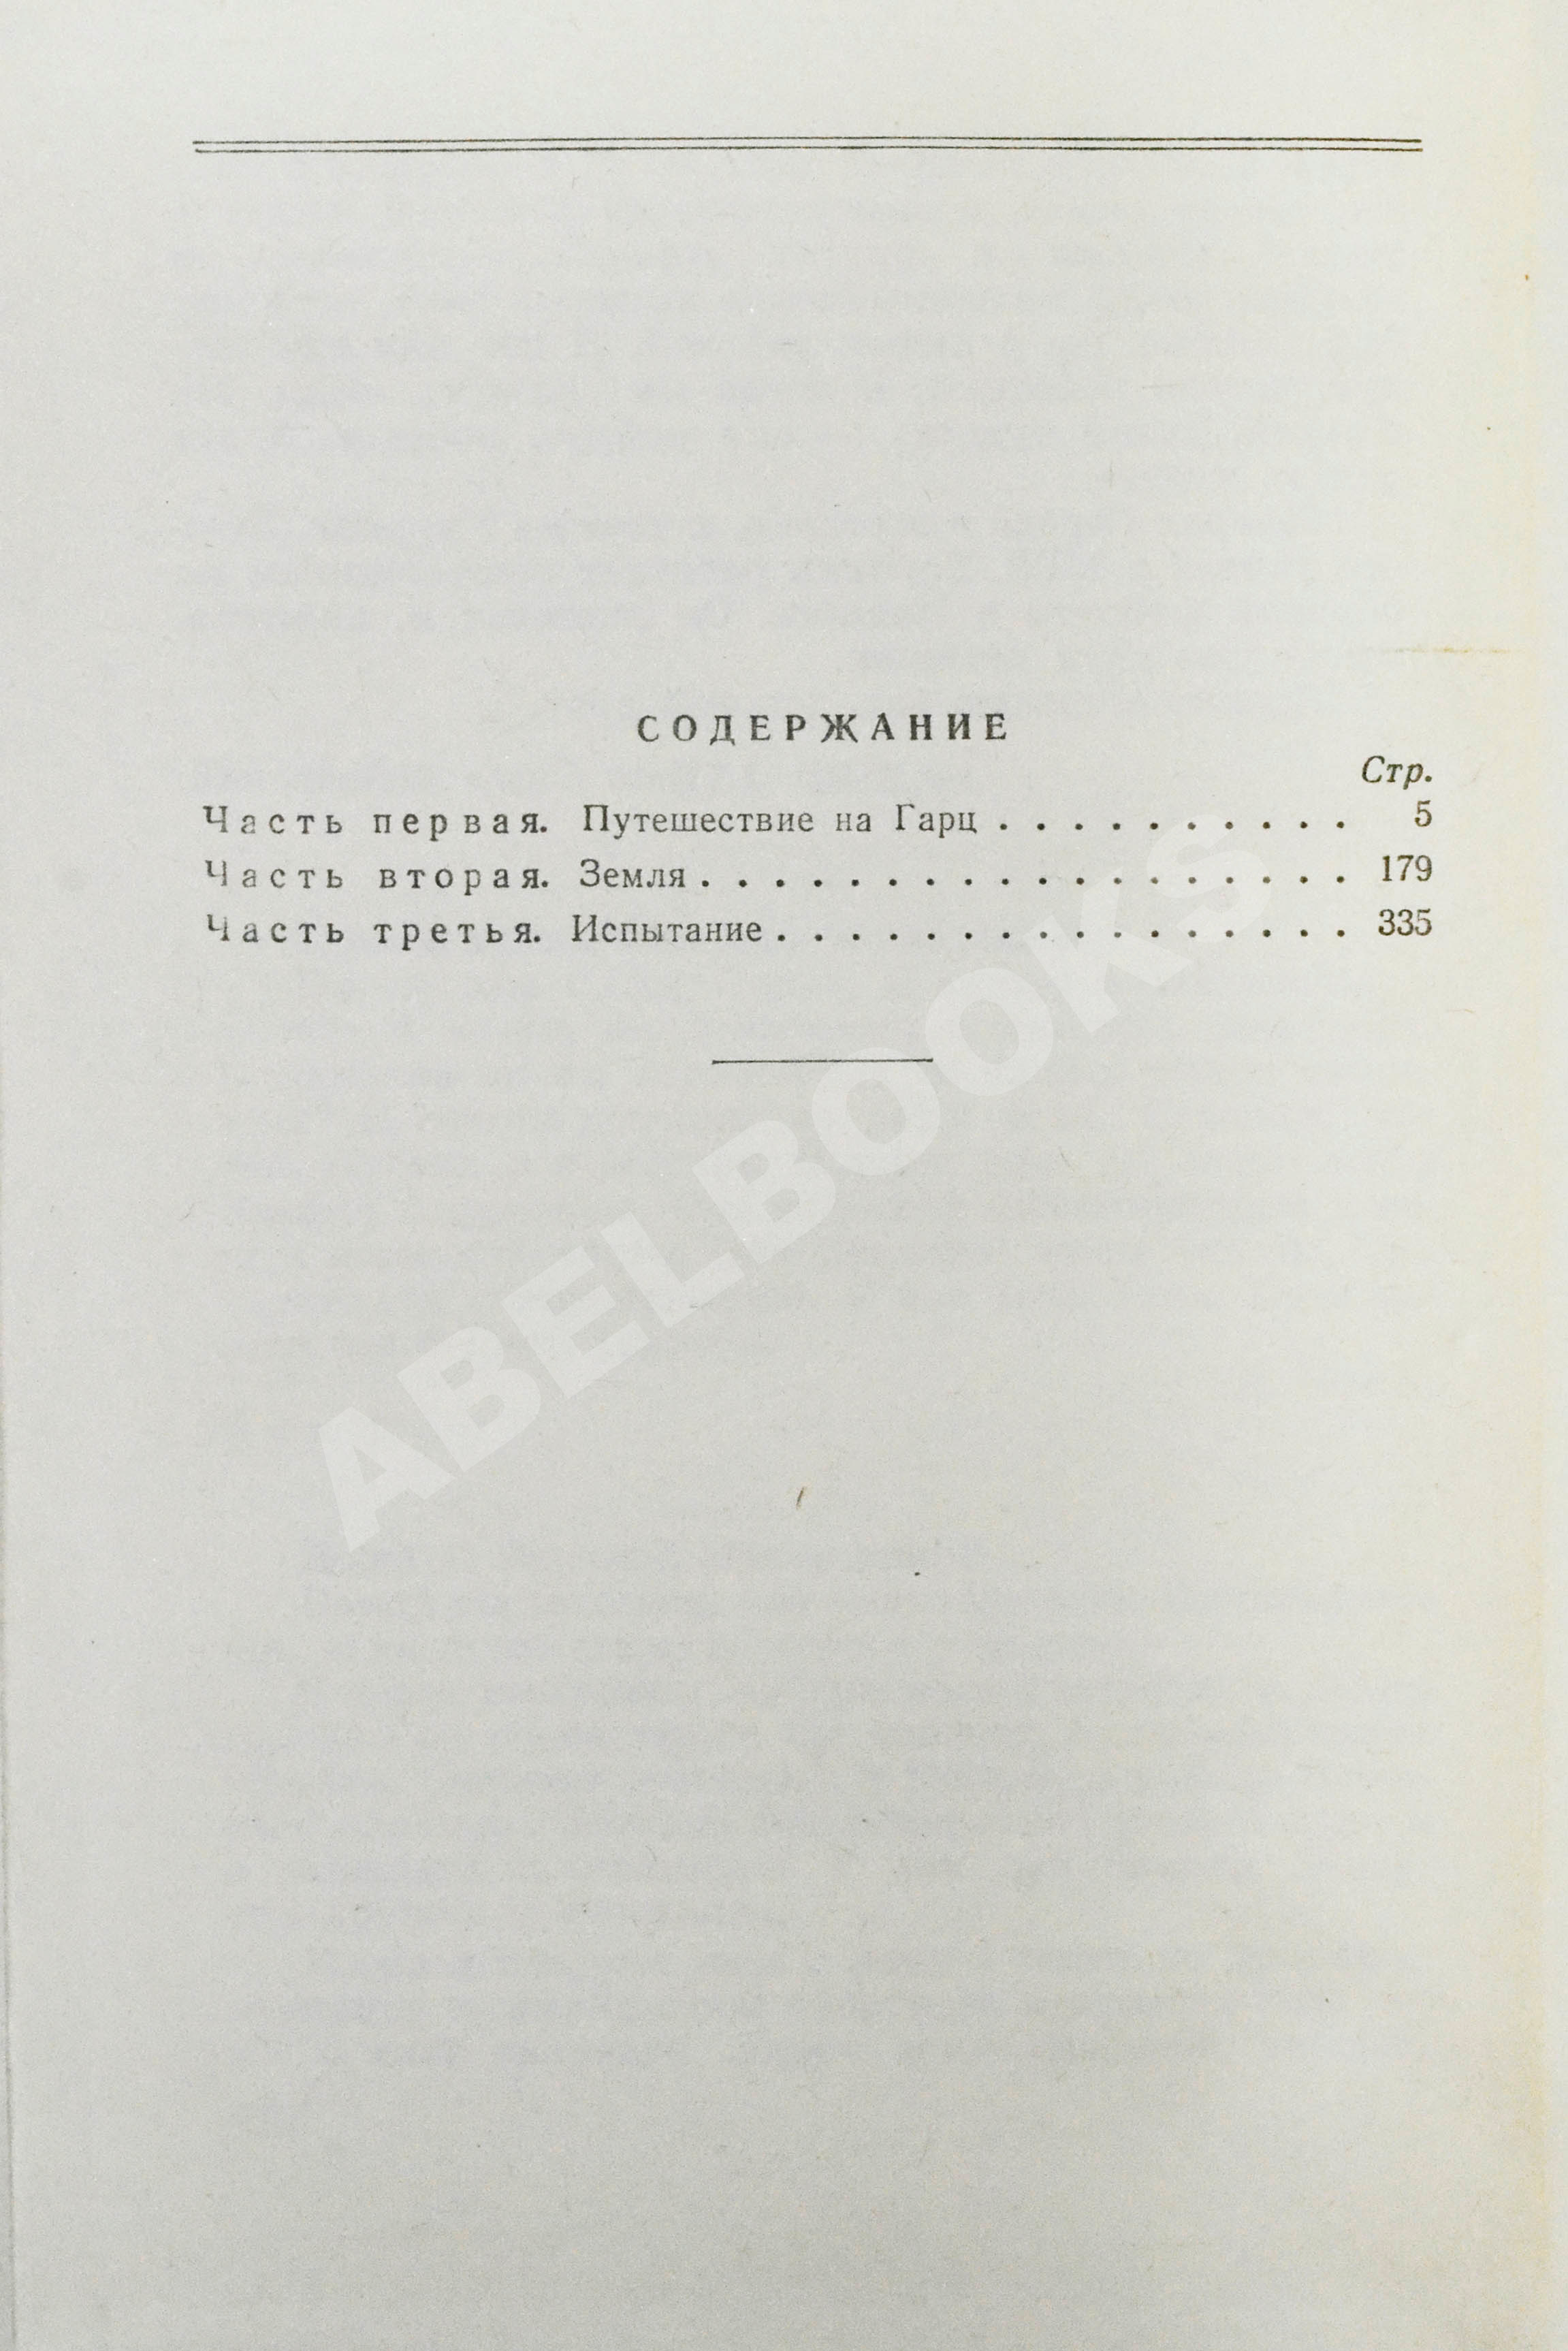 СОДЕРЖАНИЕ
Стр.
Часть первая. Путешествие на Гарц . . . . . . . . . . 5
Часть вторая. Земля . . . . . . . . . . . . . . . . . . 179
Часть третья. Испытание . . . . . . . . . . . . . . . . 335
ABELBOOKS